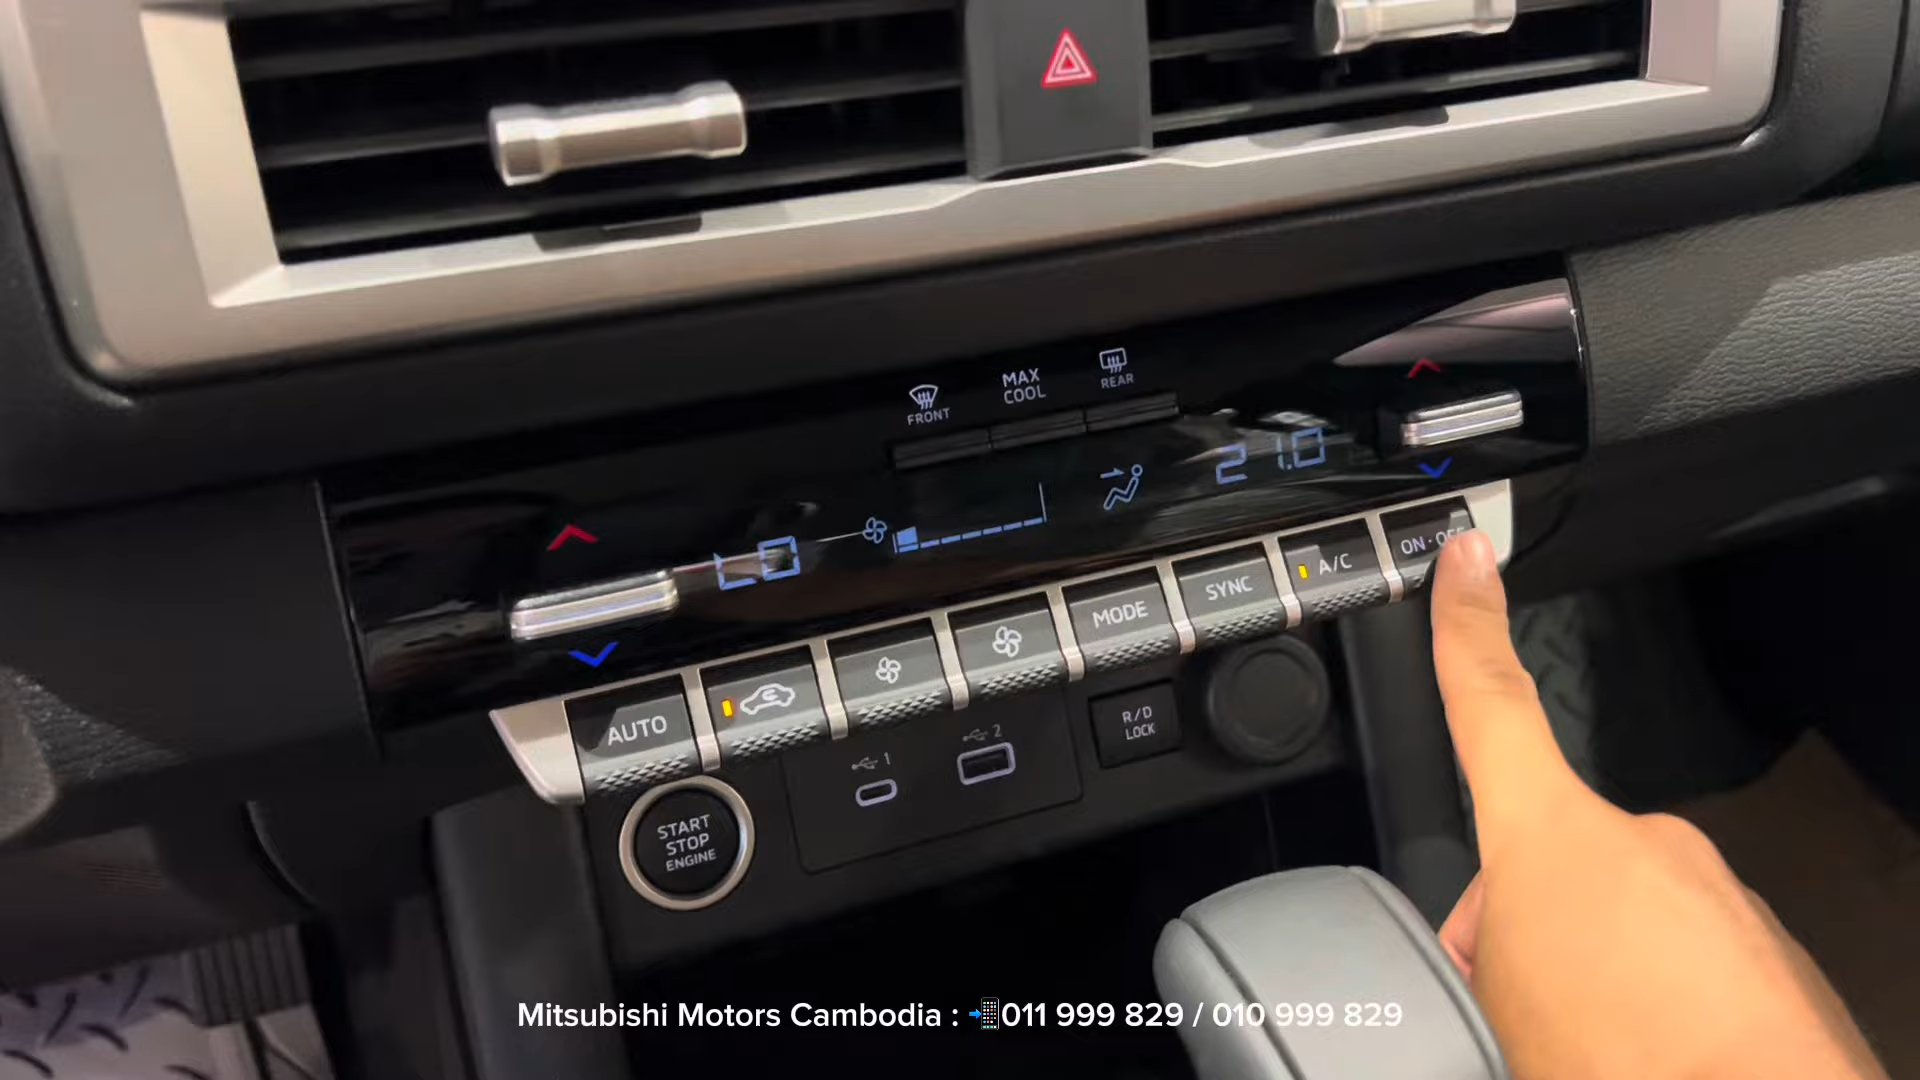 FRONT
MAX
COOL
REAR
LO
21.0
AUTO
MODE
SYNC
A/C
ON·OFF
1
2
R/D
LOCK
START
STOP
ENGINE
Mitsubishi Motors Cambodia : 📲011 999 829 / 010 999 829